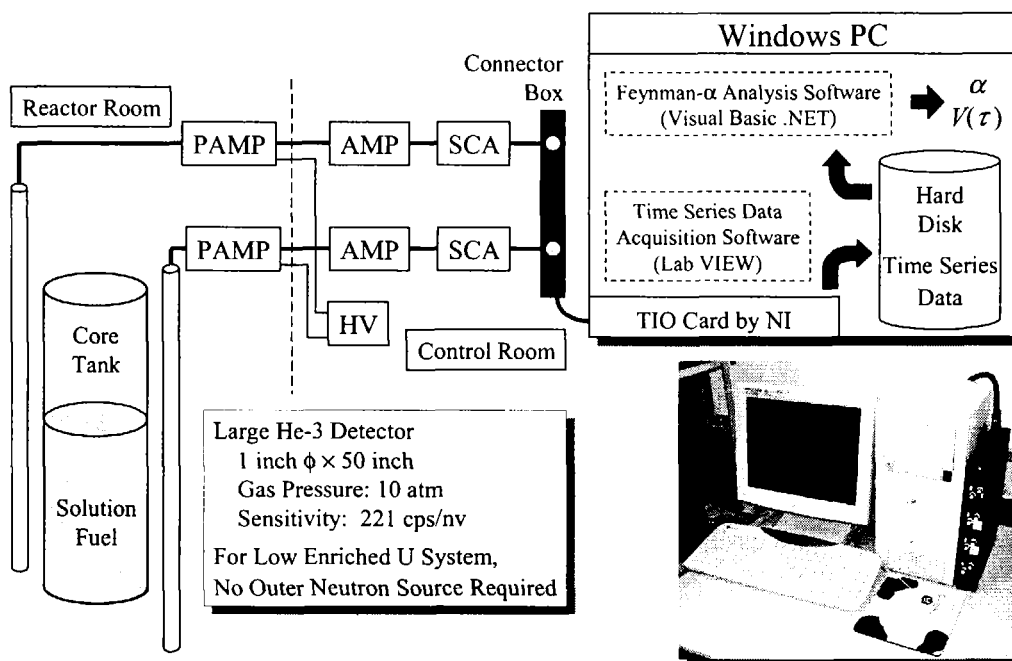 Reactor Room
PAMP
AMP
SCA
Connector
Box
PAMP
AMP
SCA
HV
Control Room
Core
Tank
Solution
Fuel
Large He-3 Detector
1 inch ϕ × 50 inch
Gas Pressure: 10 atm
Sensitivity: 221 cps/nv
For Low Enriched U System,
No Outer Neutron Source Required
Windows PC
Feynman-α Analysis Software
(Visual Basic .NET)
α
V(τ)
Time Series Data
Acquisition Software
(Lab VIEW)
Hard
Disk
Time Series
Data
TIO Card by NI